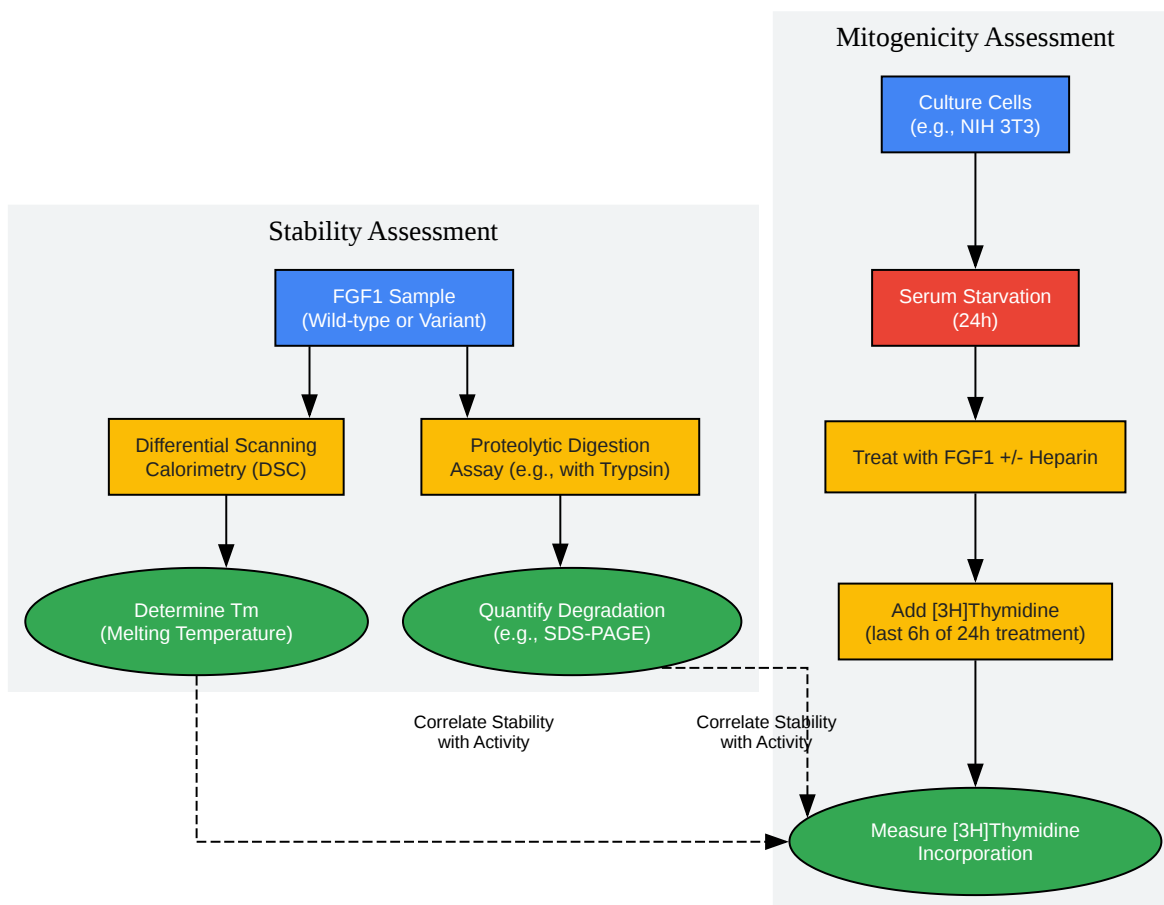 Mitogenicity Assessment
Culture Cells
(e.g., NIH 3T3)
Serum Starvation
(24h)
Treat with FGF1 +/- Heparin
Add [3H]Thymidine
(last 6h of 24h treatment)
Measure [3H]Thymidine
Incorporation
Stability Assessment
FGF1 Sample
(Wild-type or Variant)
Differential Scanning
Calorimetry (DSC)
Proteolytic Digestion
Assay (e.g., with Trypsin)
Determine Tm
(Melting Temperature)
Quantify Degradation
(e.g., SDS-PAGE)
Correlate Stability
with Activity
Correlate Stability
with Activity